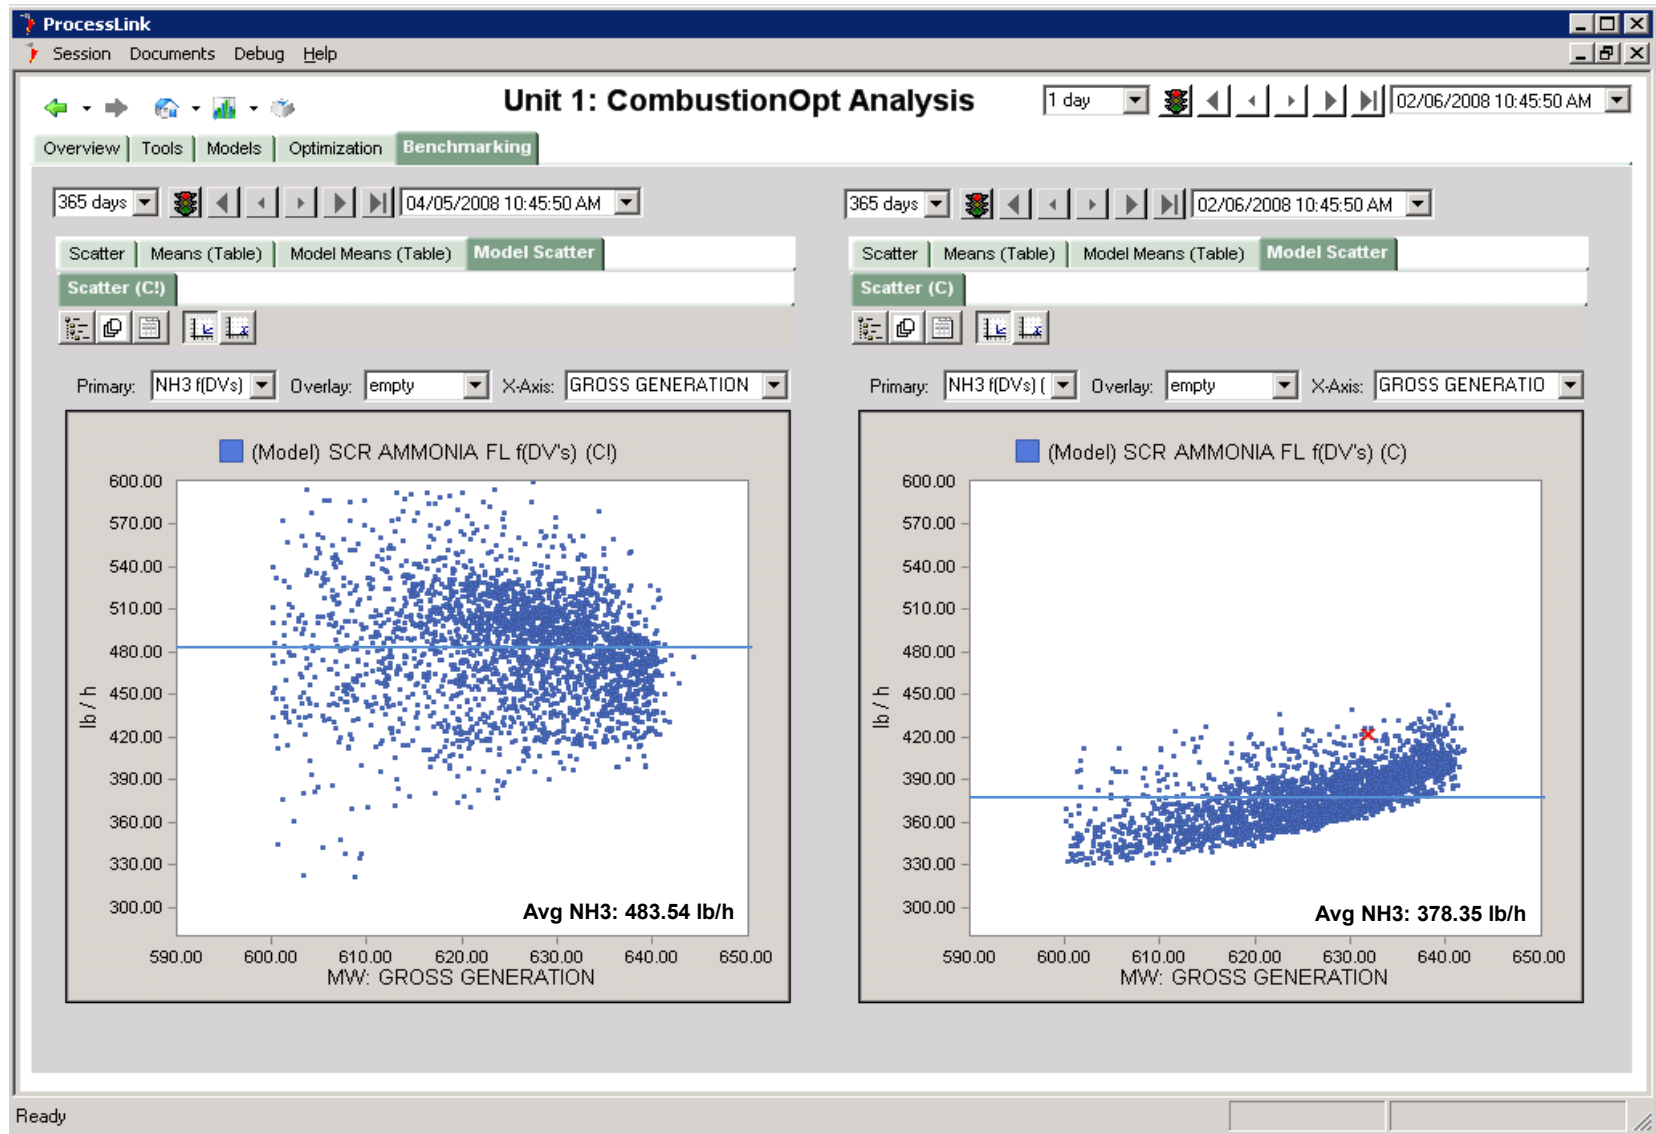 ProcessLink
Session Documents Debug Help
Unit 1: CombustionOpt Analysis
1 day
02/06/2008 10:45:50 AM
Overview Tools Models Optimization Benchmarking
365 days
04/05/2008 10:45:50 AM
Scatter Means (Table) Model Means (Table) Model Scatter
Scatter (C!)
Primary: NH3 f(DVs) Overlay: empty X-Axis: GROSS GENERATION
(Model) SCR AMMONIA FL f(DV's) (C!)
600.00
570.00
540.00
510.00
480.00
450.00
420.00
390.00
360.00
330.00
300.00
lb / h
Avg NH3: 483.54 lb/h
590.00 600.00 610.00 620.00 630.00 640.00 650.00
MW: GROSS GENERATION
365 days
02/06/2008 10:45:50 AM
Scatter Means (Table) Model Means (Table) Model Scatter
Scatter (C)
Primary: NH3 f(DVs) ( Overlay: empty X-Axis: GROSS GENERATIO
(Model) SCR AMMONIA FL f(DV's) (C)
600.00
570.00
540.00
510.00
480.00
450.00
420.00
390.00
360.00
330.00
300.00
lb / h
Avg NH3: 378.35 lb/h
590.00 600.00 610.00 620.00 630.00 640.00 650.00
MW: GROSS GENERATION
Ready